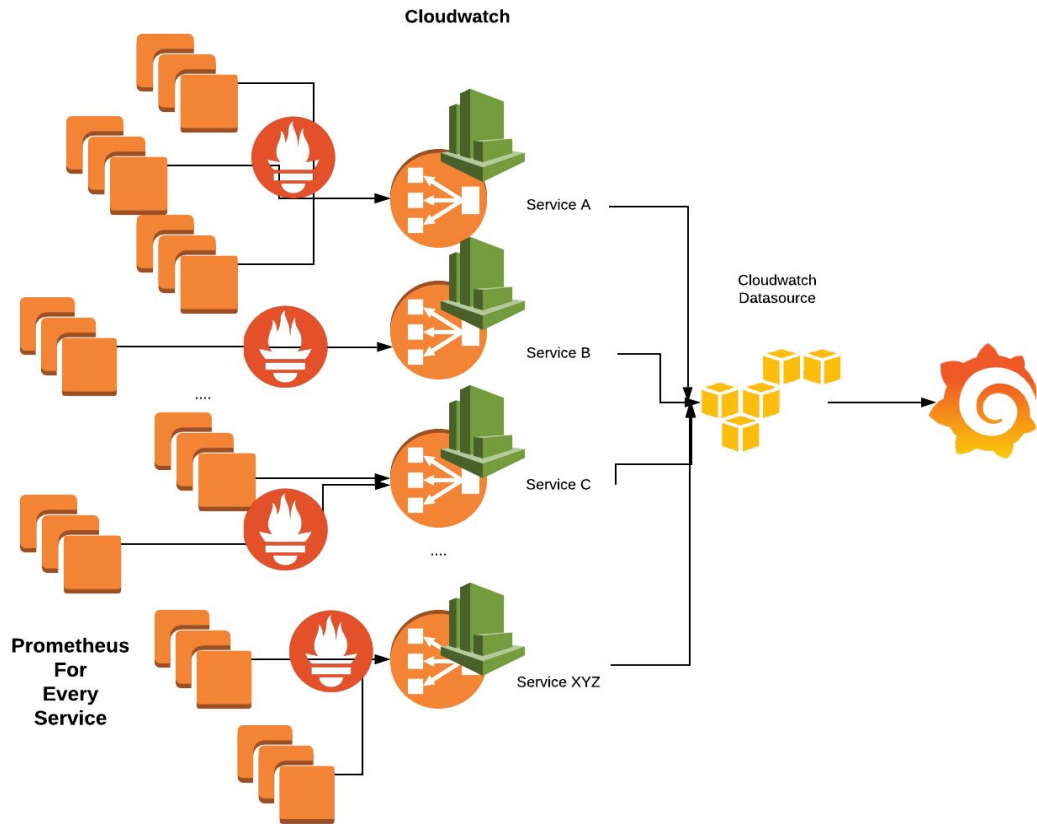 Cloudwatch
Service A
Cloudwatch
Datasource
Service B
....
Service C
....
Prometheus
For
Every
Service
Service XYZ